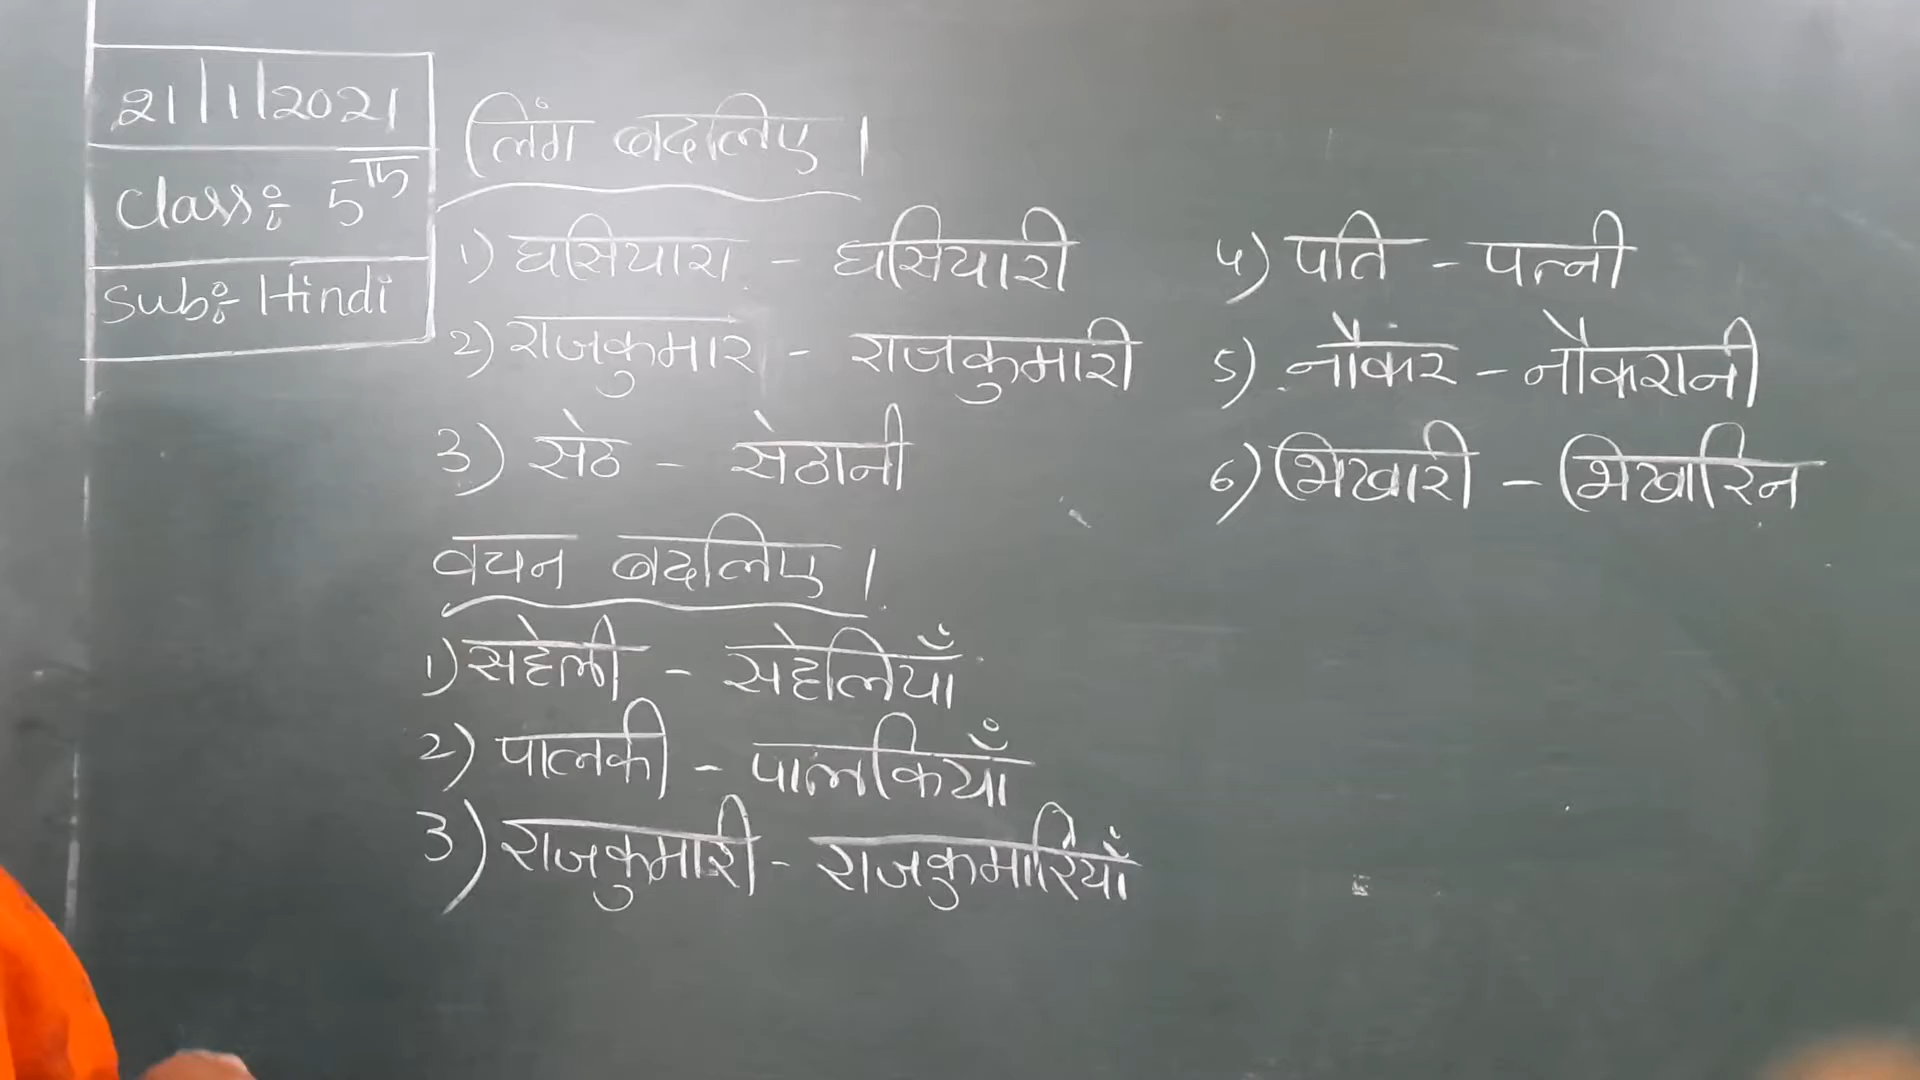 21/1/2021
Class: 5th
Sub:- Hindi
लिंग बदलिए।
1) घसियारा - घसियारी
2) राजकुमार - राजकुमारी
3) सेठ - सेठानी
4) पति - पत्नी
5) नौकर - नौकरानी
6) भिखारी - भिखारिन
वचन बदलिए।
1) सहेली - सहेलियाँ
2) पालकी - पालकियाँ
3) राजकुमारी - राजकुमारियाँ